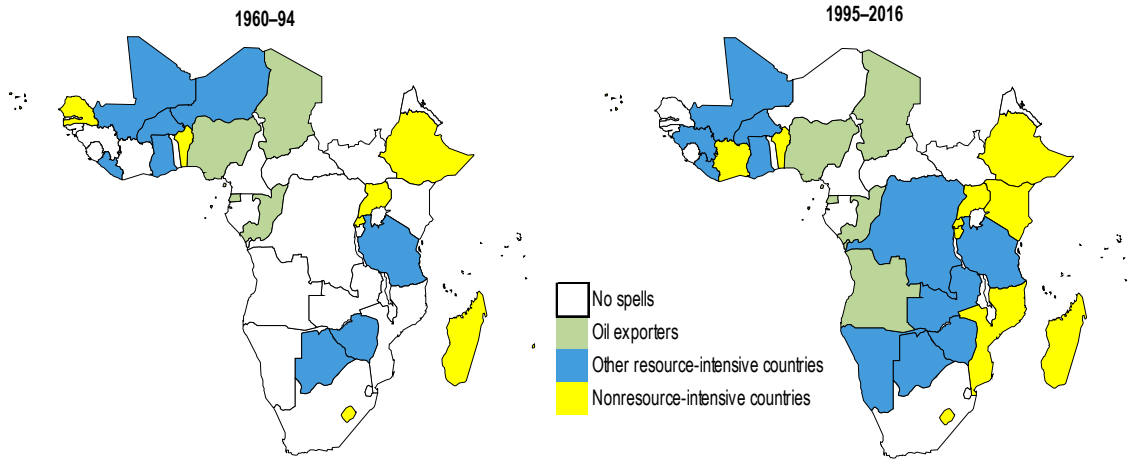 1960–94
1995–2016
No spells
Oil exporters
Other resource-intensive countries
Nonresource-intensive countries